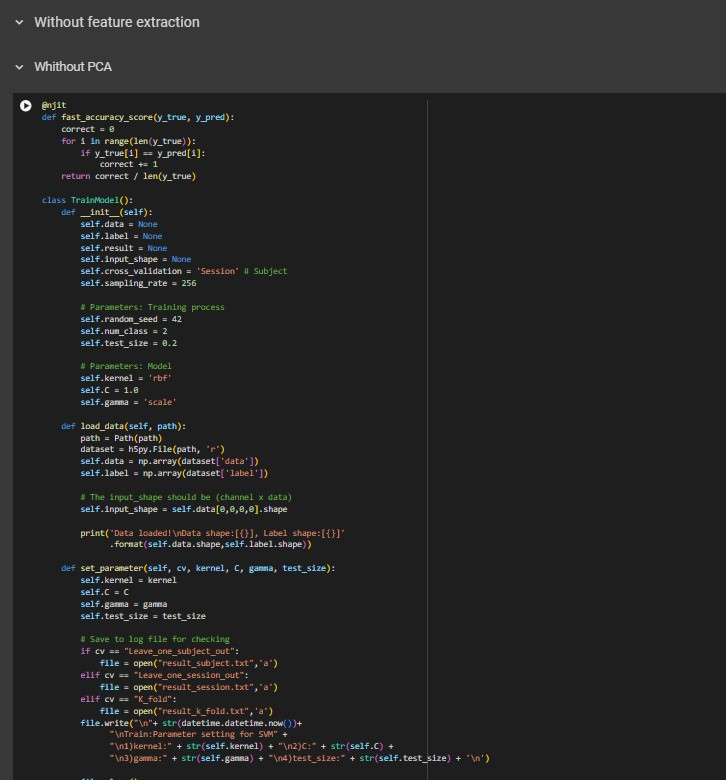 Without feature extraction
Whithout PCA
@njit
def fast_accuracy_score(y_true, y_pred):
    correct = 0
    for i in range(len(y_true)):
        if y_true[i] == y_pred[i]:
            correct += 1
    return correct / len(y_true)
class TrainModel():
    def __init__(self):
        self.data = None
        self.label = None
        self.result = None
        self.input_shape = None
        self.cross_validation = 'Session' # Subject
        self.sampling_rate = 256
        # Parameters: Training process
        self.random_seed = 42
        self.num_class = 2
        self.test_size = 0.2
        # Parameters: Model
        self.kernel = 'rbf'
        self.C = 1.0
        self.gamma = 'scale'
    def load_data(self, path):
        path = Path(path)
        dataset = h5py.File(path, 'r')
        self.data = np.array(dataset['data'])
        self.label = np.array(dataset['label'])
        # The input_shape should be (channel x data)
        self.input_shape = self.data[0,0,0,0].shape
        print('Data loaded!\nData shape:[{}], Label shape:[{}]'
              .format(self.data.shape,self.label.shape))
    def set_parameter(self, cv, kernel, C, gamma, test_size):
        self.kernel = kernel
        self.C = C
        self.gamma = gamma
        self.test_size = test_size
        # Save to log file for checking
        if cv == "Leave_one_subject_out":
            file = open("result_subject.txt",'a')
        elif cv == "Leave_one_session_out":
            file = open("result_session.txt",'a')
        elif cv == "K_fold":
            file = open("result_k_fold.txt",'a')
        file.write("\n"+ str(datetime.datetime.now())+
              "\nTrain:Parameter setting for SVM" +
              "\n1)kernel:" + str(self.kernel) + "\n2)C:" + str(self.C) +
              "\n3)gamma:" + str(self.gamma) + "\n4)test_size:" + str(self.test_size) + '\n')